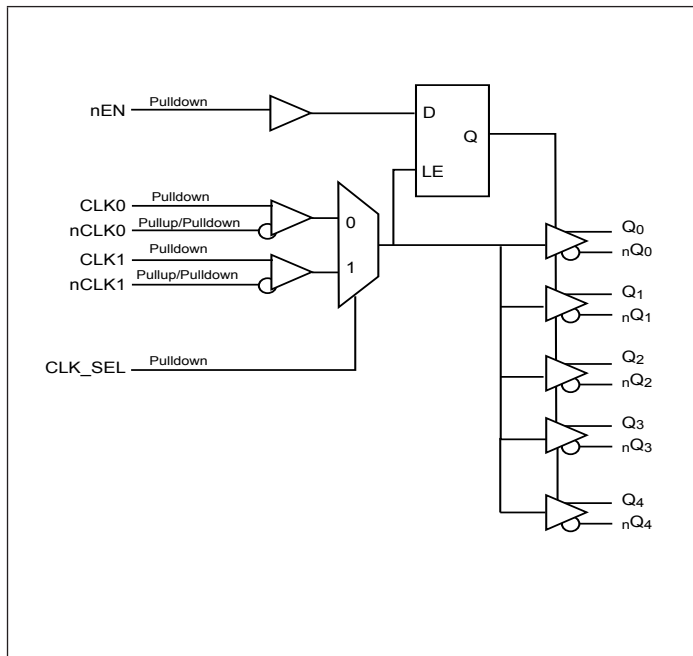 nEN Pulldown
D
Q
LE
CLK0 Pulldown
nCLK0 Pullup/Pulldown
0
CLK1 Pulldown
nCLK1 Pullup/Pulldown
1
CLK_SEL Pulldown
Q0
nQ0
Q1
nQ1
Q2
nQ2
Q3
nQ3
Q4
nQ4